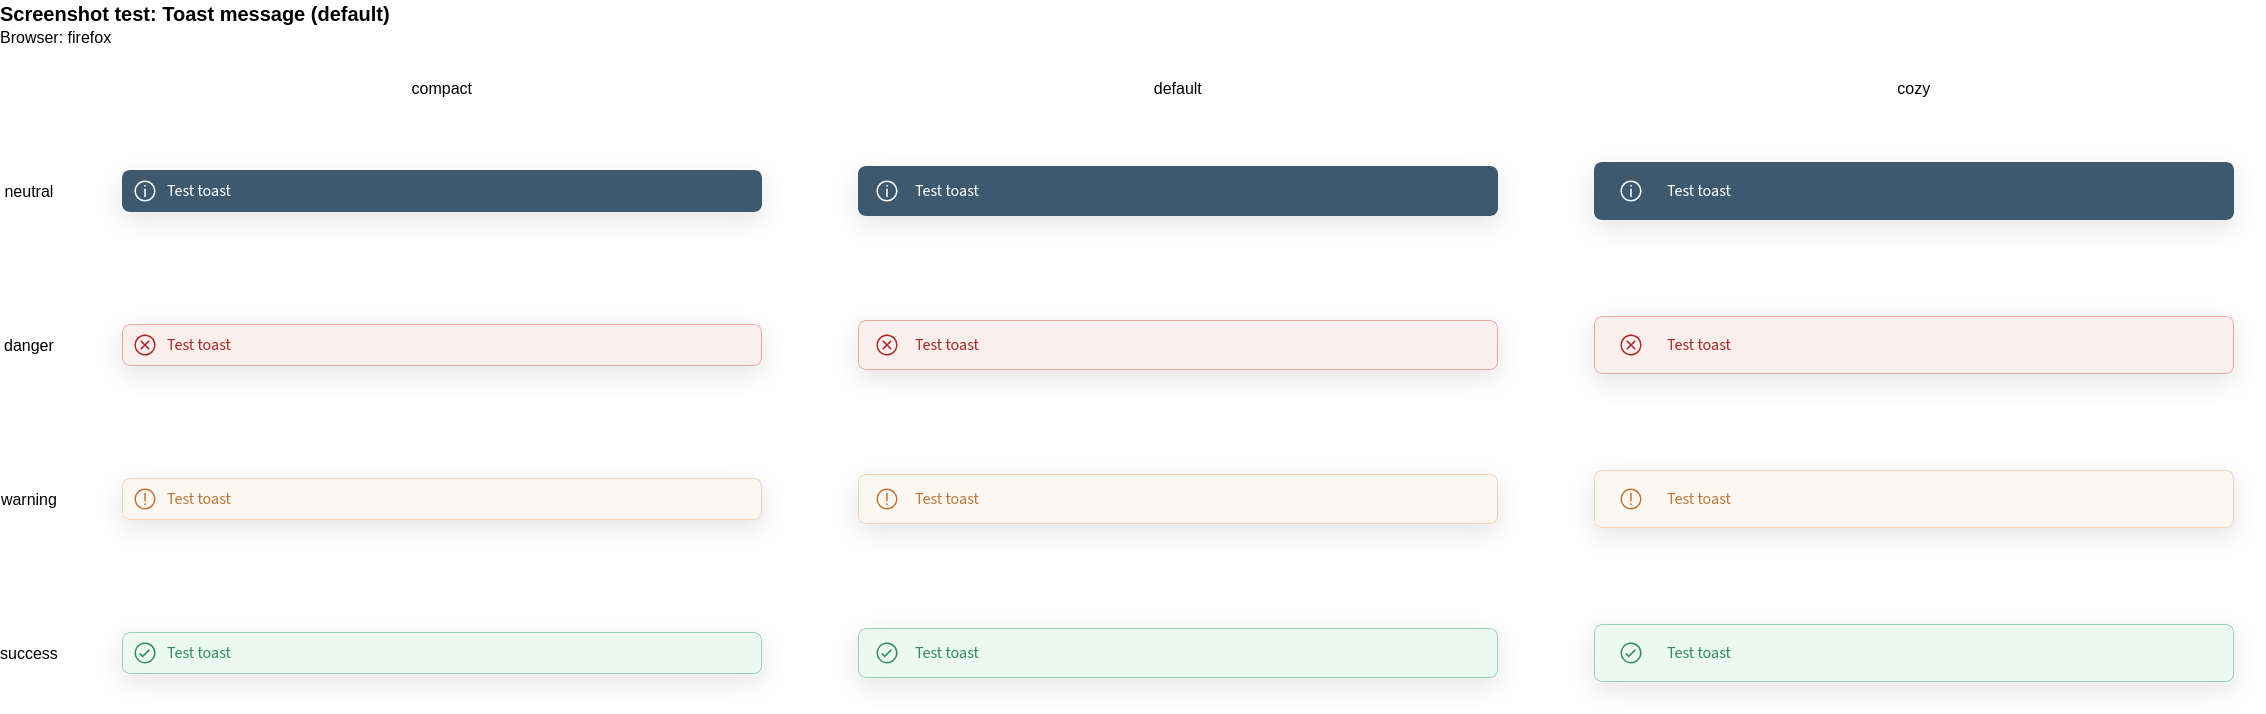 Screenshot test: Toast message (default)
Browser: firefox
compact default cozy
neutral Test toast Test toast Test toast
danger Test toast Test toast Test toast
warning Test toast Test toast Test toast
success Test toast Test toast Test toast